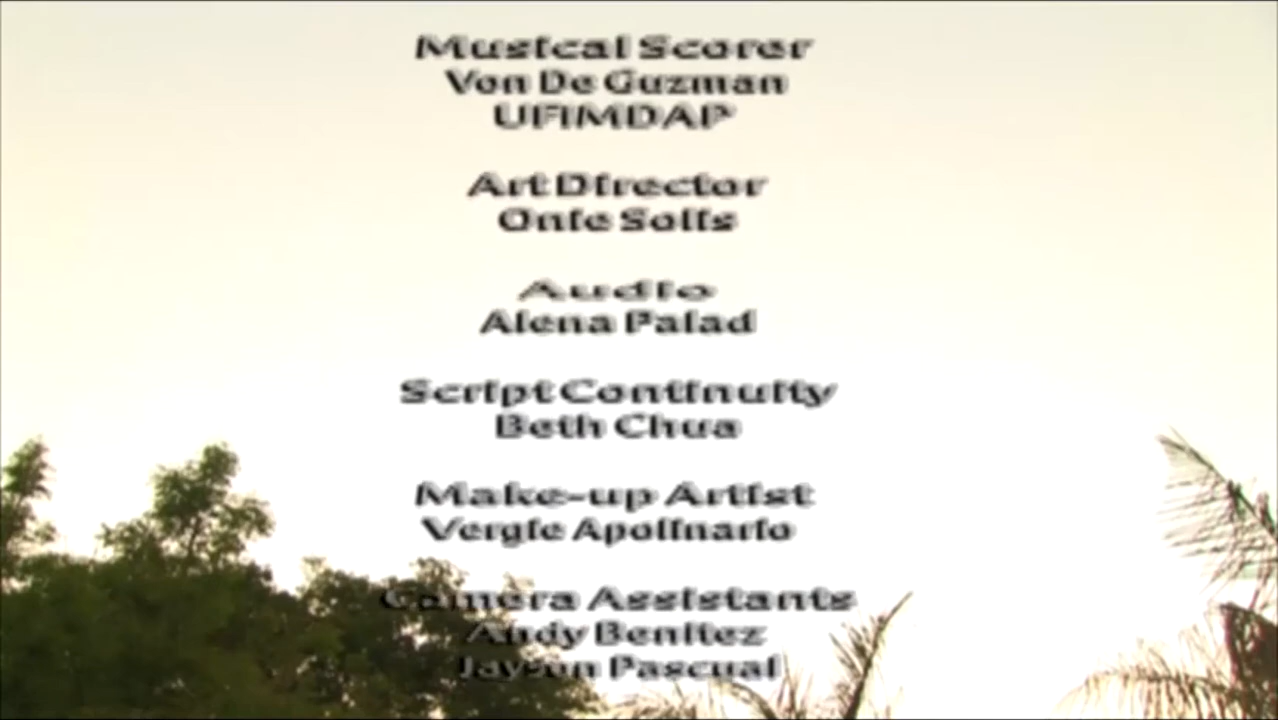 Musical Scorer
Von De Guzman
UFIMDAP
Art Director
Onie Solis
Audio
Alena Palad
Script Continuity
Beth Chua
Make-up Artist
Vergie Apolinario
Camera Assistants
Andy Benitez
Jayson Pascual